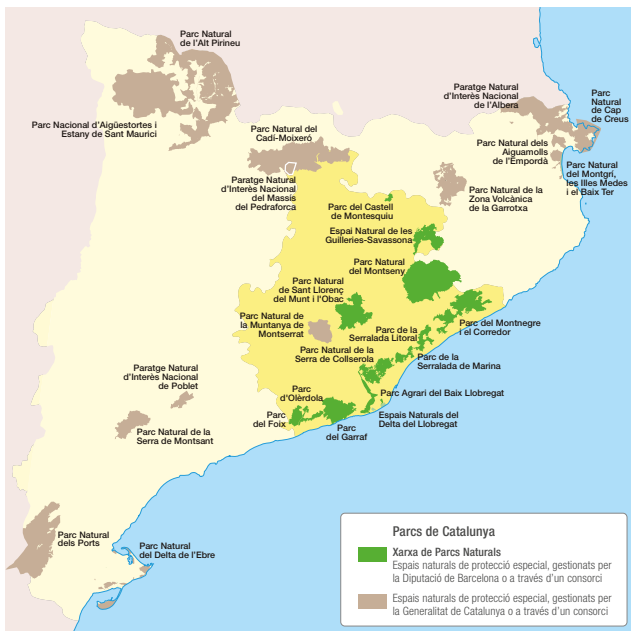 Parc Natural
de l'Alt Pirineu
Parc Nacional d'Aigüestortes i
Estany de Sant Maurici
Parc Natural del
Cadí-Moixeró
Paratge Natural
d'Interès Nacional
de l'Albera
Parc
Natural
de Cap
de Creus
Parc Natural dels
Aiguamolls
de l'Empordà
Parc Natural
del Montgrí,
les Illes Medes
i el Baix Ter
Paratge Natural
d'Interès Nacional
del Massís
del Pedraforca
Parc Natural de la
Zona Volcànica
de la Garrotxa
Parc del Castell
de Montesquiu
Espai Natural de les
Guilleries-Savassona
Parc Natural
del Montseny
Parc Natural
de Sant Llorenç
del Munt i l'Obac
Parc Natural de
la Muntanya de
Montserrat
Parc de la
Serralada Litoral
Parc del Montnegre
i el Corredor
Parc Natural de la
Serra de Collserola
Parc de la
Serralada de Marina
Paratge Natural
d'Interès Nacional
de Poblet
Parc
d'Olèrdola
Parc Agrari del Baix Llobregat
Parc
del Foix
Espais Naturals del
Delta del Llobregat
Parc
del Garraf
Parc Natural de la
Serra de Montsant
Parc Natural
dels Ports
Parc Natural
del Delta de l'Ebre
Parcs de Catalunya
Xarxa de Parcs Naturals
Espais naturals de protecció especial, gestionats per
la Diputació de Barcelona o a través d'un consorci
Espais naturals de protecció especial, gestionats per
la Generalitat de Catalunya o a través d'un consorci